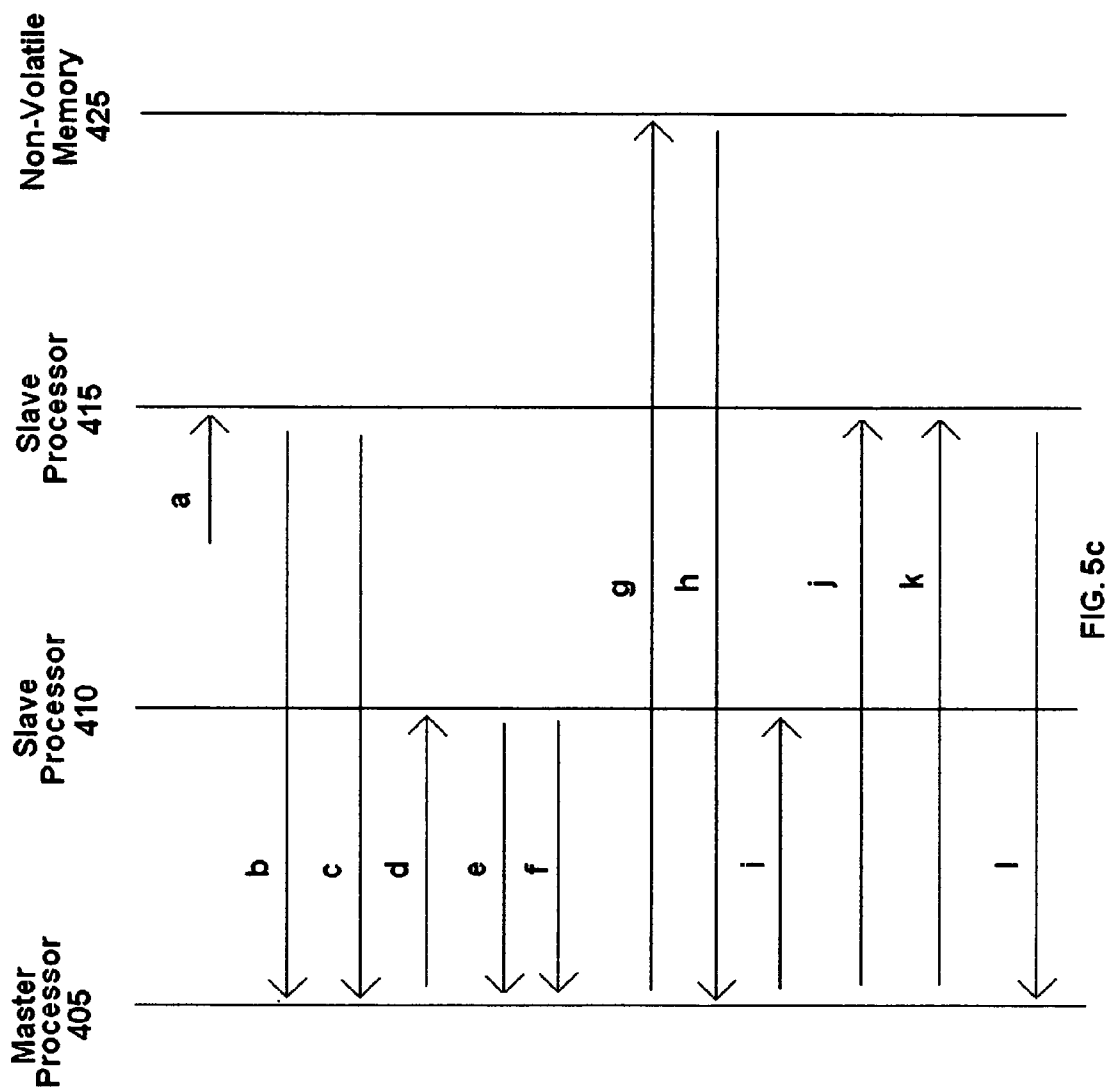 Master
Processor
405
Slave
Processor
410
Slave
Processor
415
Non-Volatile
Memory
425
a
b
c
d
e
f
g
h
i
j
k
l
FIG. 5c